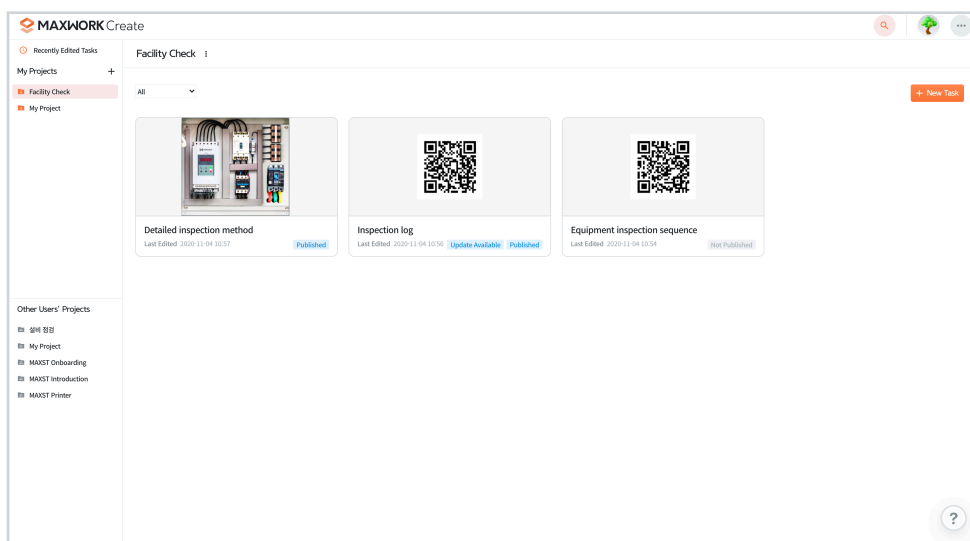 MAXWORK Create
Recently Edited Tasks
My Projects +
Facility Check
My Project
Other Users' Projects
설비 점검
My Project
MAXST Onboarding
MAXST Introduction
MAXST Printer
Facility Check
All
+ New Task
Detailed inspection method
Last Edited 2020-11-04 10:57 Published
Inspection log
Last Edited 2020-11-04 10:56 Update Available Published
Equipment inspection sequence
Last Edited 2020-11-04 10:54 Not Published
?